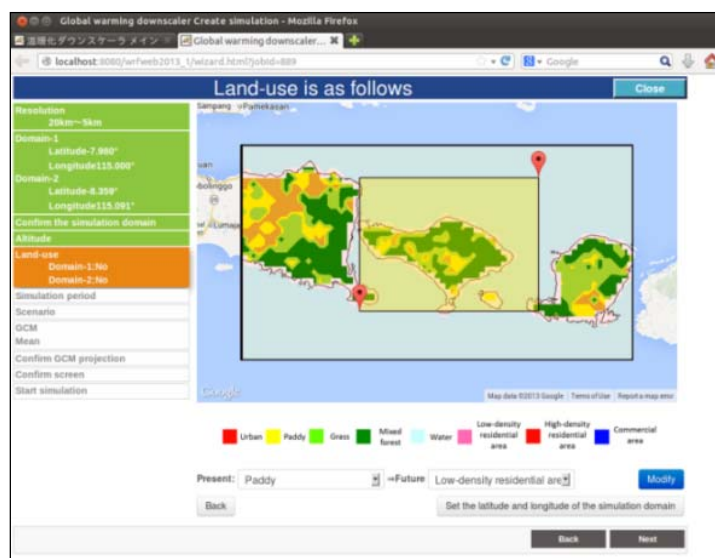 Global warming downscaler Create simulation - Mozilla Firefox
温暖化ダウンスケーラ メイン Global warming downscaler...
localhost:8080/wrfweb2013_1/wizard.html?jobid=889 Google
Land-use is as follows Close
Resolution
20km～5km
Domain-1
Latitude-7.980°
Longitude115.000°
Domain-2
Latitude-8.359°
Longitude115.091°
Confirm the simulation domain
Altitude
Land-use
Domain-1:No
Domain-2:No
Simulation period
Scenario
GCM
Mean
Confirm GCM projection
Confirm screen
Start simulation
Sampang Pamekasan
Google Map data ©2013 Google Terms of Use Report a map error
Urban Paddy Grass Mixed forest Water Low-density residential area High-density residential area Commercial area
Present: Paddy ⇒Future Low-density residential are Modify
Back Set the latitude and longitude of the simulation domain
Back Next